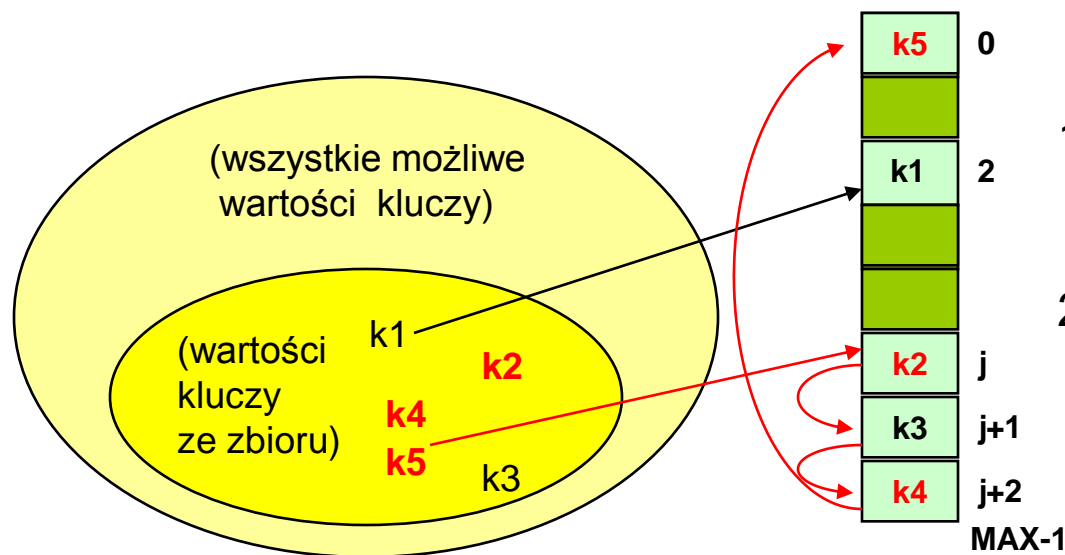 (wszystkie możliwe
wartości kluczy)
(wartości
kluczy
ze zbioru)
k1
k2
k4
k5
k3
k5 0
k1 2
k2 j
k3 j+1
k4 j+2
MAX-1